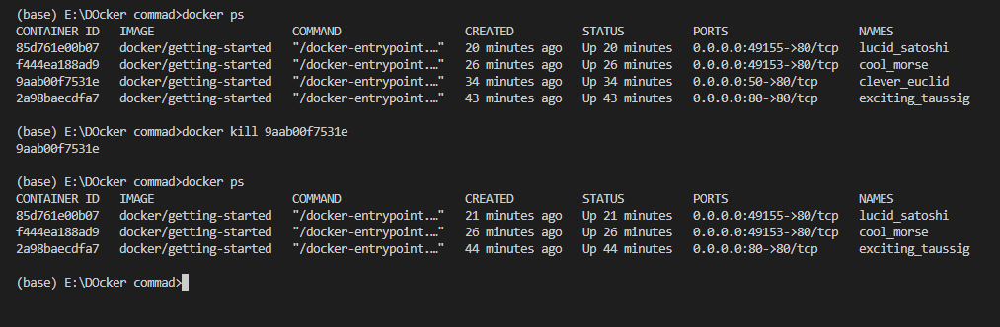 (base) E:\DOcker commad>docker ps
CONTAINER ID   IMAGE                    COMMAND                  CREATED          STATUS          PORTS                   NAMES
85d761e00b07   docker/getting-started   "/docker-entrypoint.…"   20 minutes ago   Up 20 minutes   0.0.0.0:49155->80/tcp   lucid_satoshi
f444ea188ad9   docker/getting-started   "/docker-entrypoint.…"   26 minutes ago   Up 26 minutes   0.0.0.0:49153->80/tcp   cool_morse
9aab00f7531e   docker/getting-started   "/docker-entrypoint.…"   34 minutes ago   Up 34 minutes   0.0.0.0:50->80/tcp      clever_euclid
2a98baecdfa7   docker/getting-started   "/docker-entrypoint.…"   43 minutes ago   Up 43 minutes   0.0.0.0:80->80/tcp      exciting_taussig
(base) E:\DOcker commad>docker kill 9aab00f7531e
9aab00f7531e
(base) E:\DOcker commad>docker ps
CONTAINER ID   IMAGE                    COMMAND                  CREATED          STATUS          PORTS                   NAMES
85d761e00b07   docker/getting-started   "/docker-entrypoint.…"   21 minutes ago   Up 21 minutes   0.0.0.0:49155->80/tcp   lucid_satoshi
f444ea188ad9   docker/getting-started   "/docker-entrypoint.…"   26 minutes ago   Up 26 minutes   0.0.0.0:49153->80/tcp   cool_morse
2a98baecdfa7   docker/getting-started   "/docker-entrypoint.…"   44 minutes ago   Up 44 minutes   0.0.0.0:80->80/tcp      exciting_taussig
(base) E:\DOcker commad>